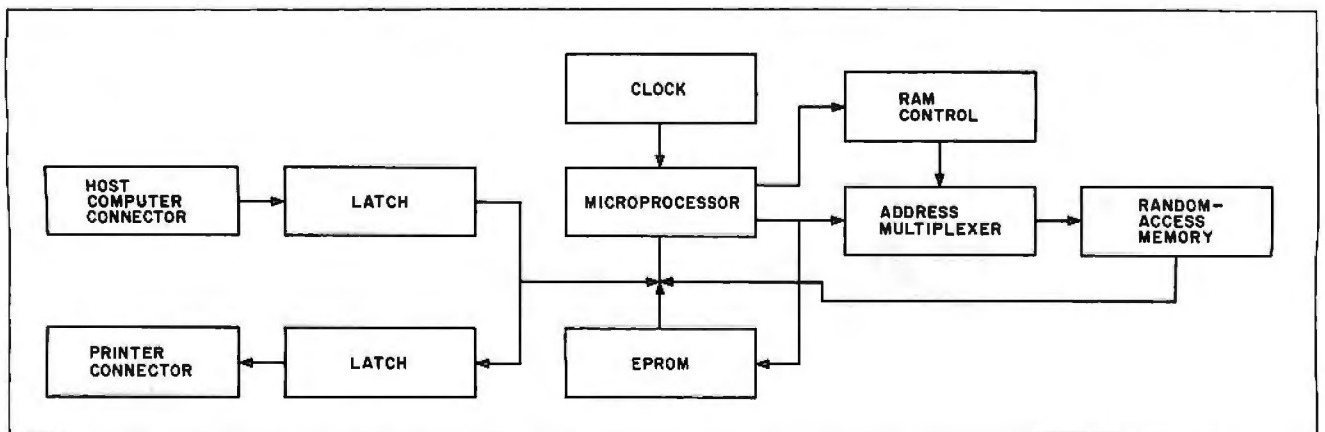 CLOCK
RAM
CONTROL
HOST
COMPUTER
CONNECTOR
LATCH
MICROPROCESSOR
ADDRESS
MULTIPLEXER
RANDOM-
ACCESS
MEMORY
PRINTER
CONNECTOR
LATCH
EPROM